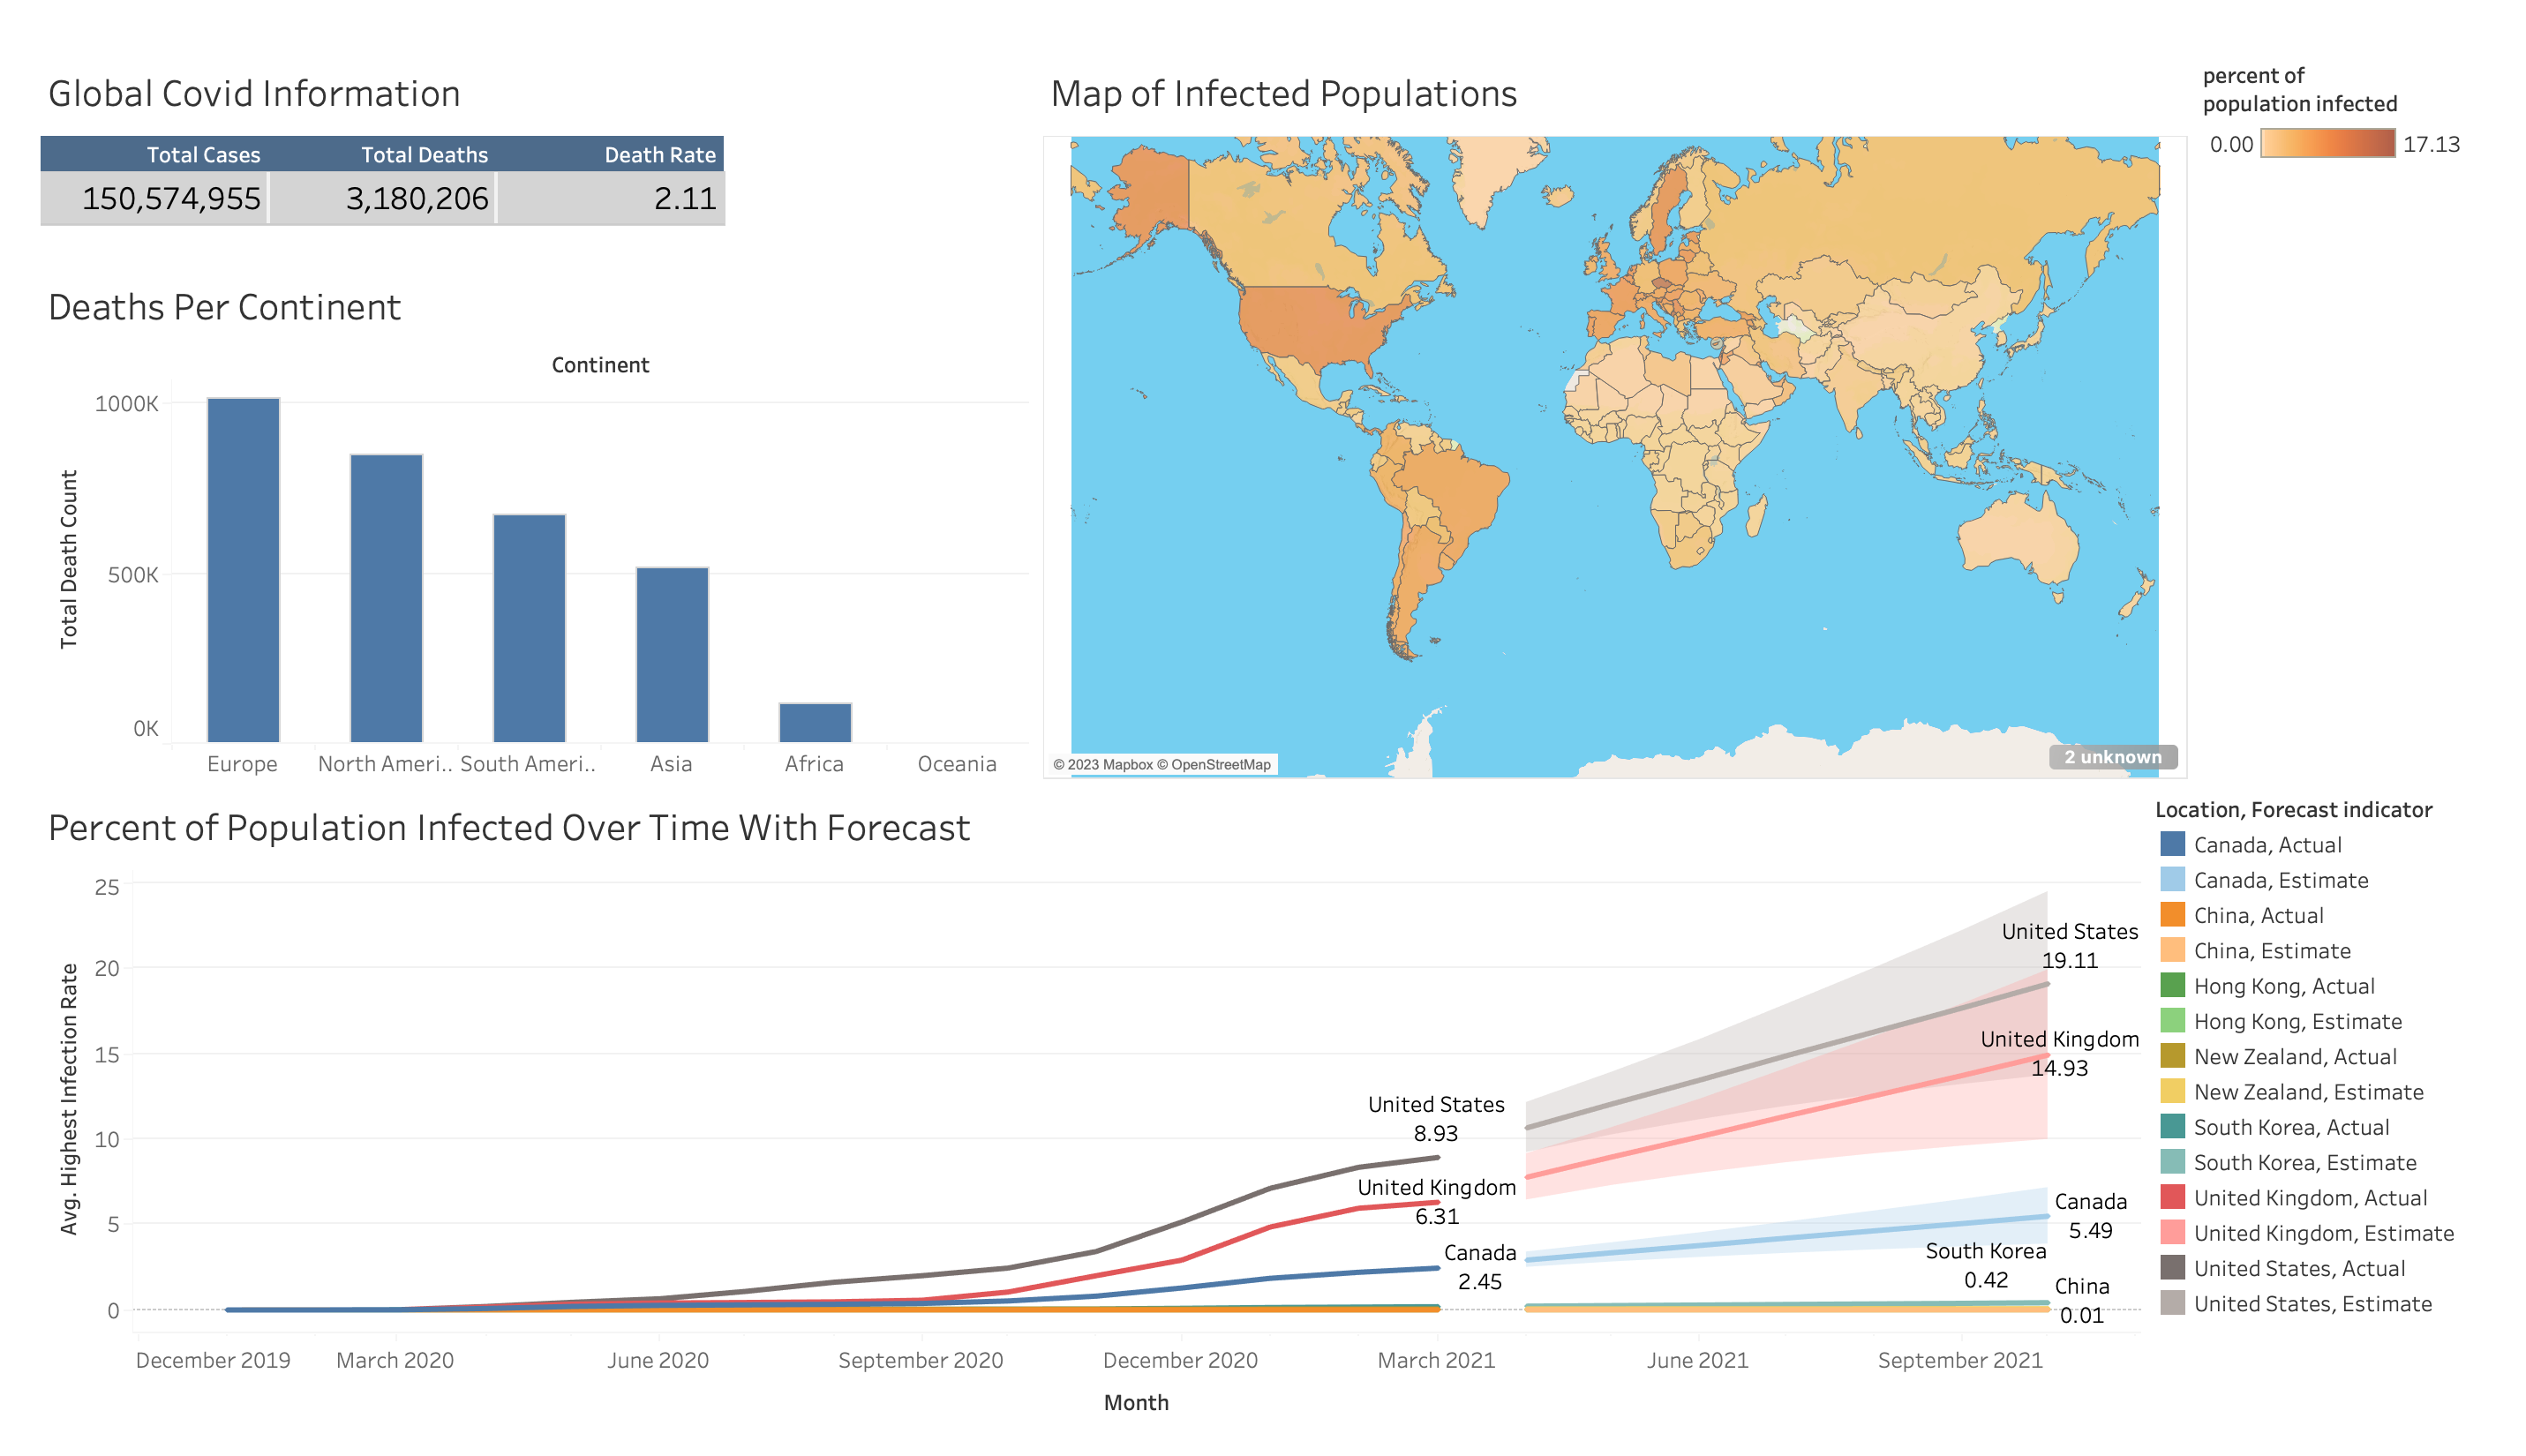 Global Covid Information
Total Cases Total Deaths Death Rate
150,574,955 3,180,206 2.11
Deaths Per Continent
Continent
Total Death Count
1000K
500K
0K
Europe North Ameri.. South Ameri.. Asia Africa Oceania
Map of Infected Populations
© 2023 Mapbox © OpenStreetMap
2 unknown
percent of
population infected
0.00 17.13
Percent of Population Infected Over Time With Forecast
Avg. Highest Infection Rate
25
20
15
10
5
0
United States
8.93
United Kingdom
6.31
Canada
2.45
United States
19.11
United Kingdom
14.93
Canada
5.49
South Korea
0.42
China
0.01
December 2019 March 2020 June 2020 September 2020 December 2020 March 2021 June 2021 September 2021
Month
Location, Forecast indicator
Canada, Actual
Canada, Estimate
China, Actual
China, Estimate
Hong Kong, Actual
Hong Kong, Estimate
New Zealand, Actual
New Zealand, Estimate
South Korea, Actual
South Korea, Estimate
United Kingdom, Actual
United Kingdom, Estimate
United States, Actual
United States, Estimate